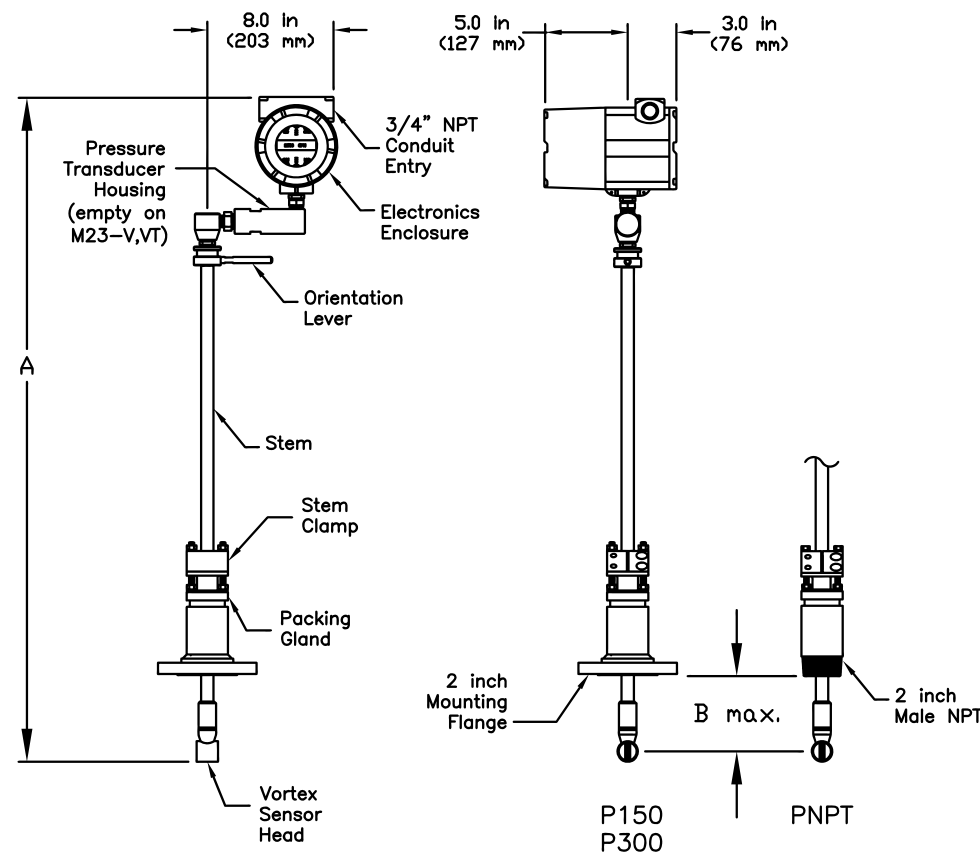 8.0 in
(203 mm)
5.0 in
(127 mm)
3.0 in
(76 mm)
3/4" NPT
Conduit
Entry
Pressure
Transducer
Housing
(empty on
M23-V,VT)
Electronics
Enclosure
Orientation
Lever
A
Stem
Stem
Clamp
Packing
Gland
2 inch
Mounting
Flange
B max.
2 inch
Male NPT
Vortex
Sensor
Head
P150
P300
PNPT